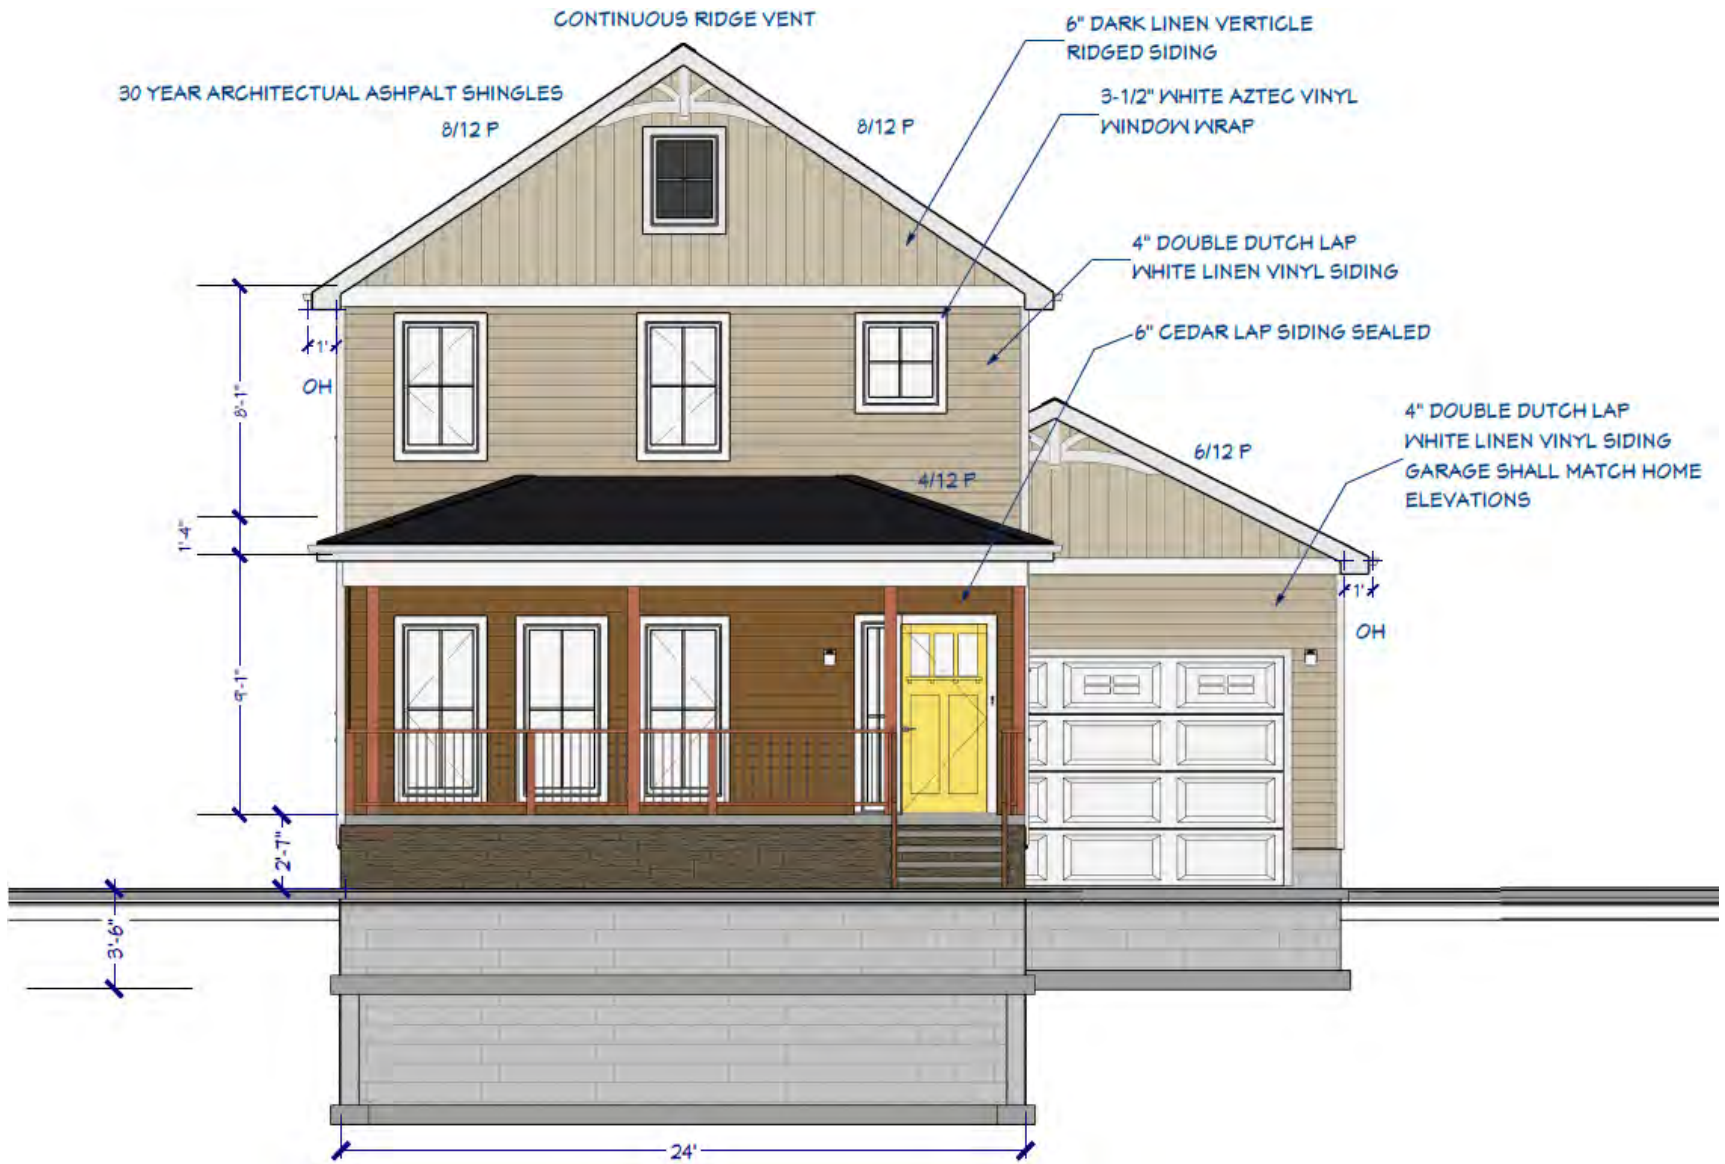 CONTINUOUS RIDGE VENT
6" DARK LINEN VERTICLE
RIDGED SIDING
30 YEAR ARCHITECTUAL ASHPALT SHINGLES
3-1/2" WHITE AZTEC VINYL
WINDOW WRAP
8/12 P
8/12 P
4" DOUBLE DUTCH LAP
WHITE LINEN VINYL SIDING
6" CEDAR LAP SIDING SEALED
1'
OH
8'-1"
4" DOUBLE DUTCH LAP
WHITE LINEN VINYL SIDING
GARAGE SHALL MATCH HOME
ELEVATIONS
6/12 P
4/12 P
1'-4"
1'
OH
9'-1"
2'-7"
3'-6"
24'